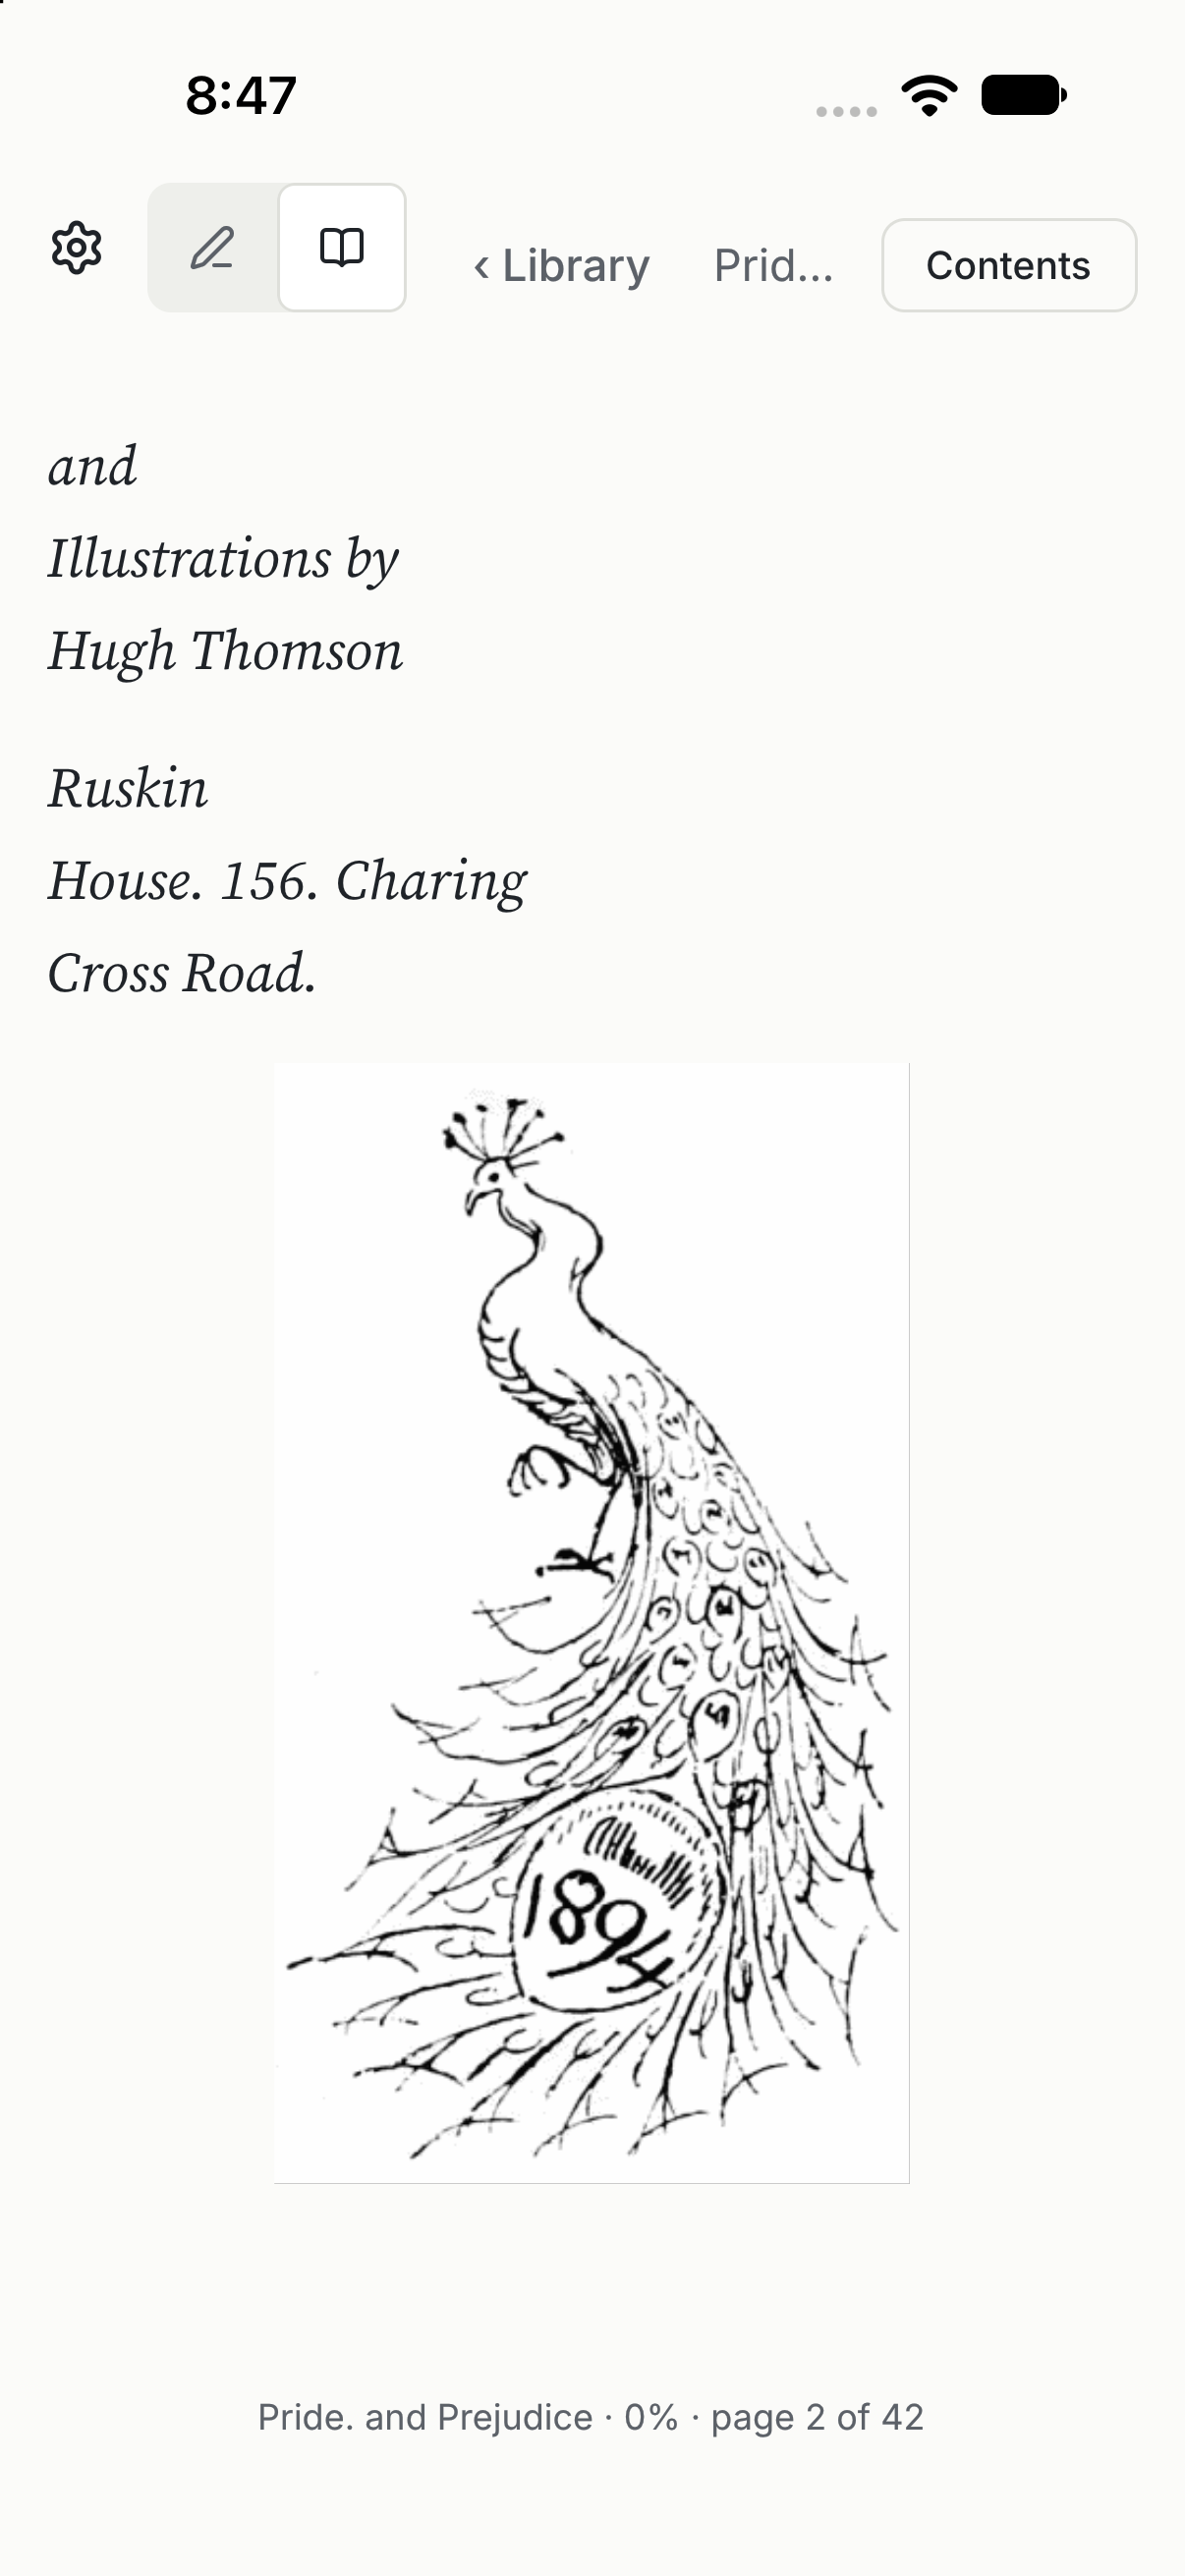 8:47
‹ Library Prid... Contents
and
Illustrations by
Hugh Thomson
Ruskin
House. 156. Charing
Cross Road.
1894
Pride. and Prejudice · 0% · page 2 of 42